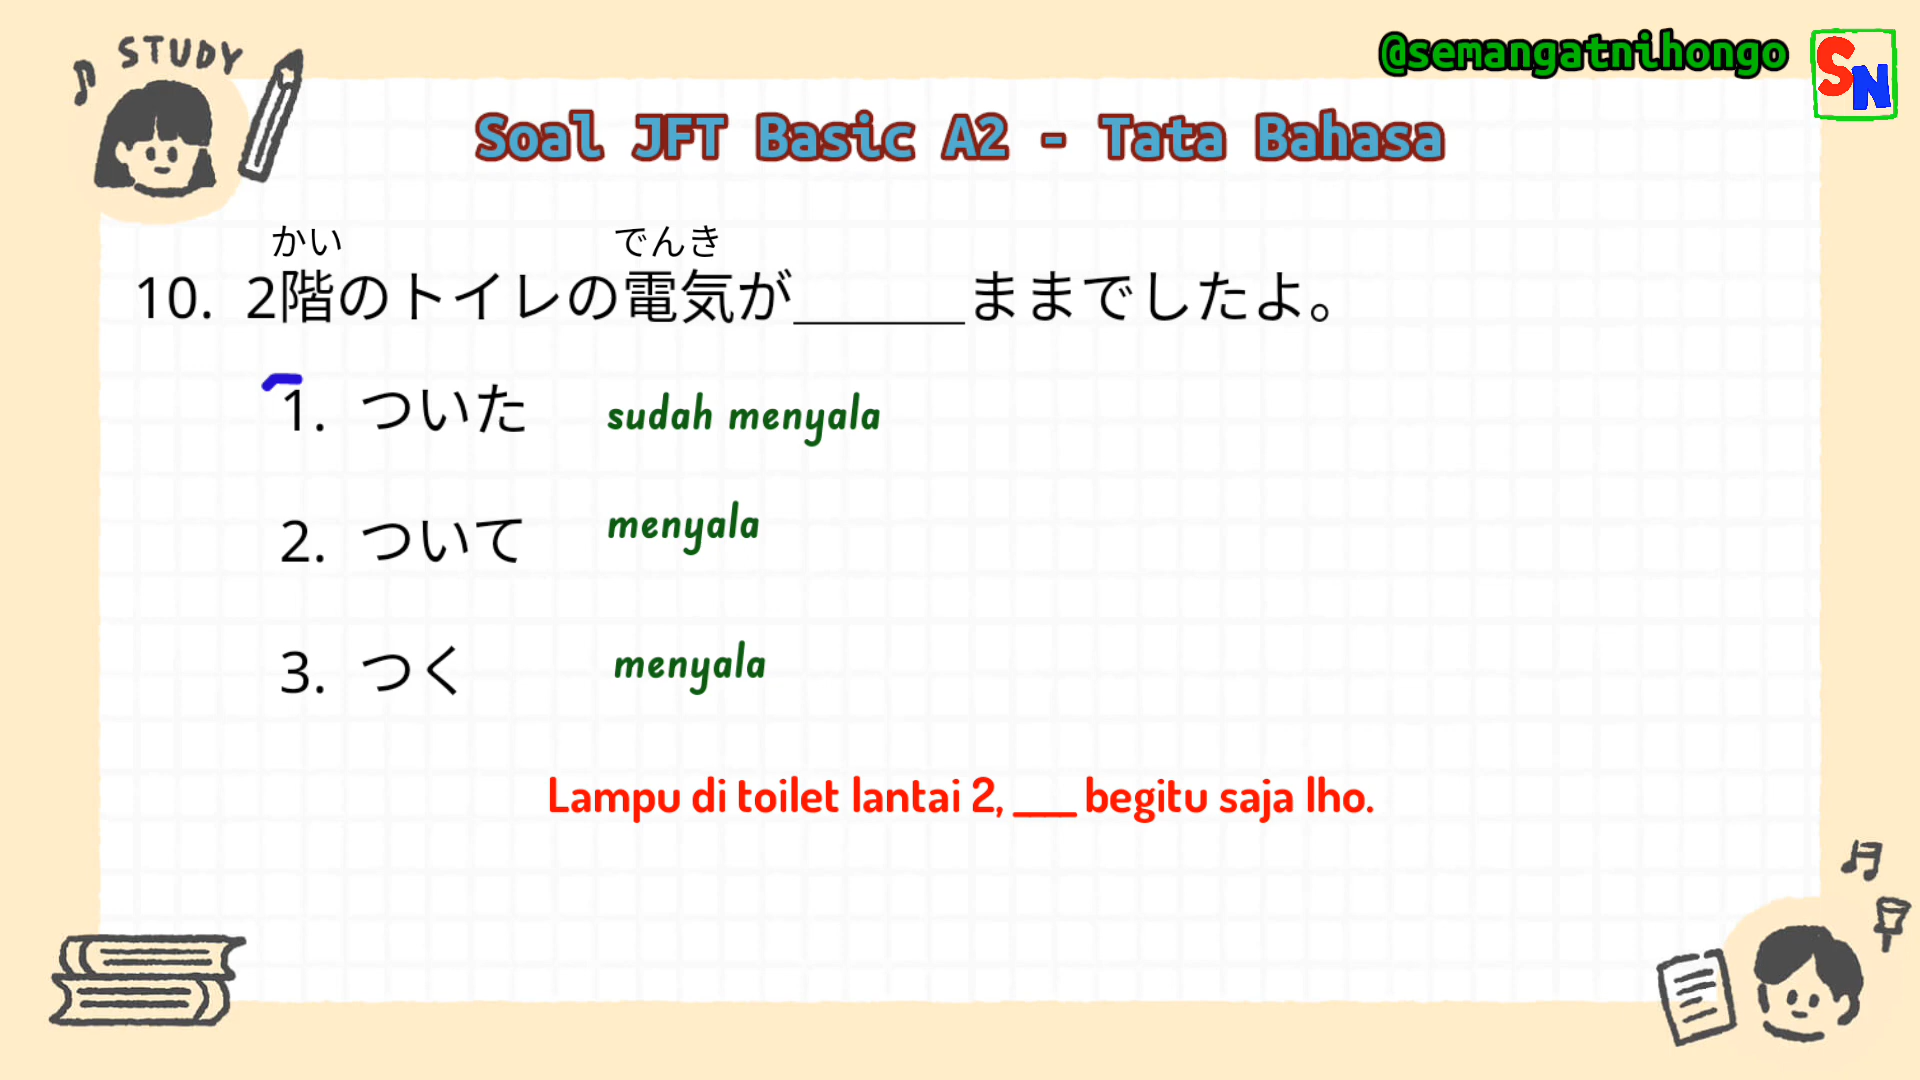 STUDY
@semangatnihongo
SN
Soal JFT Basic A2 - Tata Bahasa
かい でんき
10. 2階のトイレの電気が______ままでしたよ。
1. ついた sudah menyala
2. ついて menyala
3. つく menyala
Lampu di toilet lantai 2, ___ begitu saja lho.